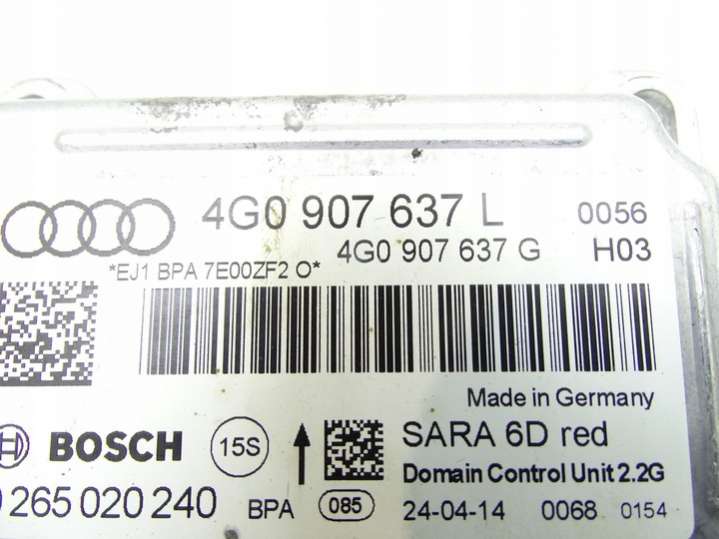 4G0 907 637 L 0056
4G0 907 637 G H03
*EJ1 BPA 7E00ZF2 O*
Made in Germany
BOSCH 15S SARA 6D red
Domain Control Unit 2.2G
265 020 240 BPA 085 24-04-14 0068 0154